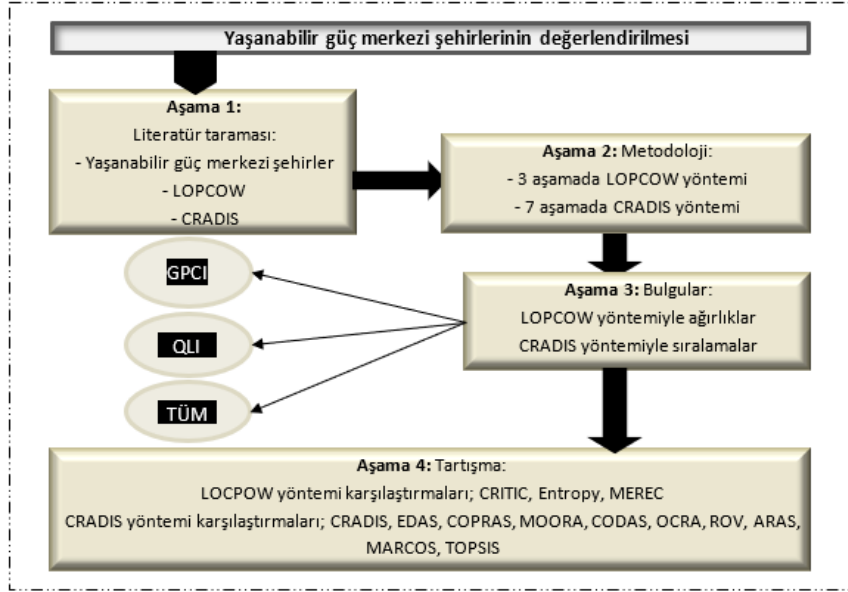 Yaşanabilir güç merkezi şehirlerinin değerlendirilmesi
Aşama 1:
Literatür taraması:
- Yaşanabilir güç merkezi şehirler
- LOPCOW
- CRADIS
Aşama 2: Metodoloji:
- 3 aşamada LOPCOW yöntemi
- 7 aşamada CRADIS yöntemi
GPCI
QLI
TÜM
Aşama 3: Bulgular:
LOPCOW yöntemiyle ağırlıklar
CRADIS yöntemiyle sıralamalar
Aşama 4: Tartışma:
LOCPOW yöntemi karşılaştırmaları; CRITIC, Entropy, MEREC
CRADIS yöntemi karşılaştırmaları; CRADIS, EDAS, COPRAS, MOORA, CODAS, OCRA, ROV, ARAS,
MARCOS, TOPSIS